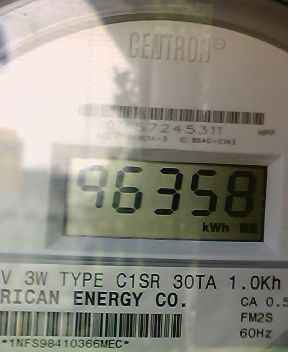 CENTRON®
57245311
HPP
96358
kWh
V 3W TYPE C1SR 30TA 1.0Kh
RICAN ENERGY CO.
CA 0.5
FM2S
60Hz
*1NFS98410366MEC*